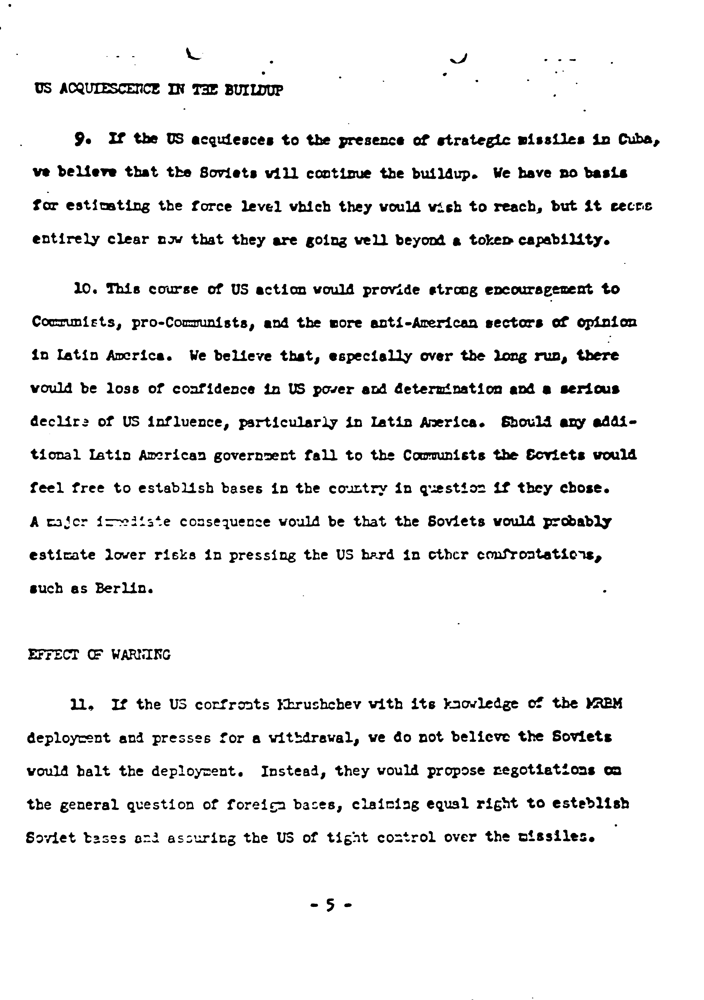 US ACQUIESCENCE IN THE BUILDUP
9. If the US acquiesces to the presence of strategic missiles in Cuba,
we believe that the Soviets will continue the buildup. We have no basis
for estimating the force level which they would wish to reach, but it seems
entirely clear now that they are going well beyond a token capability.
10. This course of US action would provide strong encouragement to
Communists, pro-Communists, and the more anti-American sectors of opinion
in Latin America. We believe that, especially over the long run, there
would be loss of confidence in US power and determination and a serious
decline of US influence, particularly in Latin America. Should any addi-
tional Latin American government fall to the Communists the Soviets would
feel free to establish bases in the country in question if they chose.
A major immediate consequence would be that the Soviets would probably
estimate lower risks in pressing the US hard in other confrontations,
such as Berlin.
EFFECT OF WARNING
11. If the US confronts Khrushchev with its knowledge of the MRBM
deployment and presses for a withdrawal, we do not believe the Soviets
would halt the deployment. Instead, they would propose negotiations on
the general question of foreign bases, claiming equal right to establish
Soviet bases and assuring the US of tight control over the missiles.
- 5 -